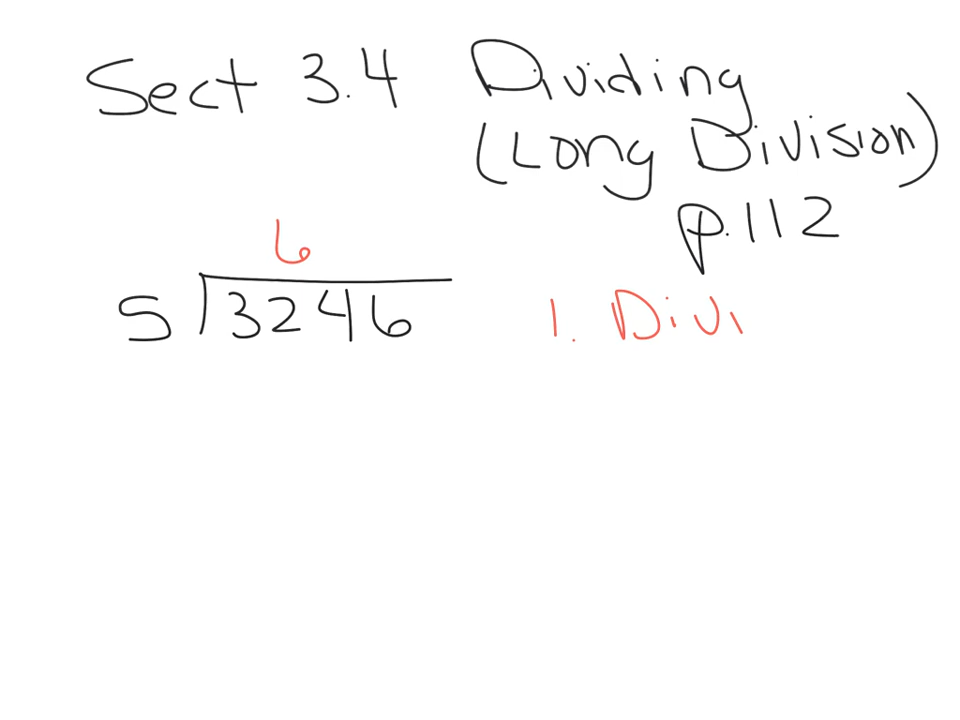 Sect 3.4 Dividing
(Long Division)
p.112
6
5 3246
1. Divi